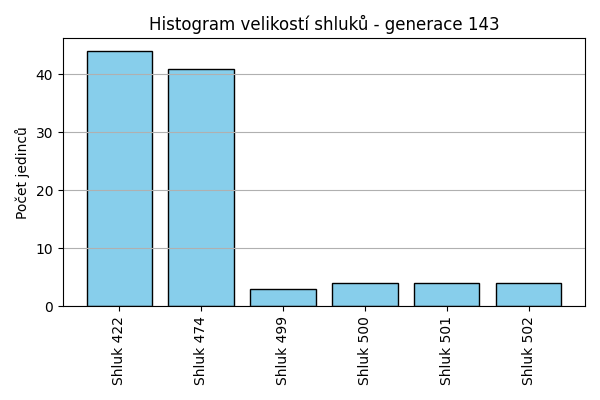 Histogram velikostí shluků - generace 143
Počet jedinců
40
30
20
10
0
Shluk 422
Shluk 474
Shluk 499
Shluk 500
Shluk 501
Shluk 502